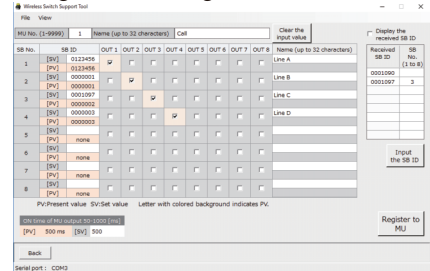 Wireless Switch Support Tool
File View
MU No. (1-9999) 1 Name (up to 32 characters) Call
Clear the input value
Display the received SB ID
SB No. SB ID OUT 1 OUT 2 OUT 3 OUT 4 OUT 5 OUT 6 OUT 7 OUT 8 Name (up to 32 characters)
1 [SV] 0123456 Line A
[PV] 0123456
2 [SV] 0000001 Line B
[PV] 0000001
3 [SV] 0001097 Line C
[PV] 0000002
4 [SV] 0000003 Line D
[PV] 0000003
5 [SV]
[PV] none
6 [SV]
[PV] none
7 [SV]
[PV] none
8 [SV]
[PV] none
Received SB ID SB No. (1 to 8)
0001090
0001097 3
Input the SB ID
PV:Present value SV:Set value Letter with colored background indicates PV.
ON time of MU output 50-1000 [ms]
[PV] 500 ms [SV] 500
Register to MU
Back
Serial port : COM3